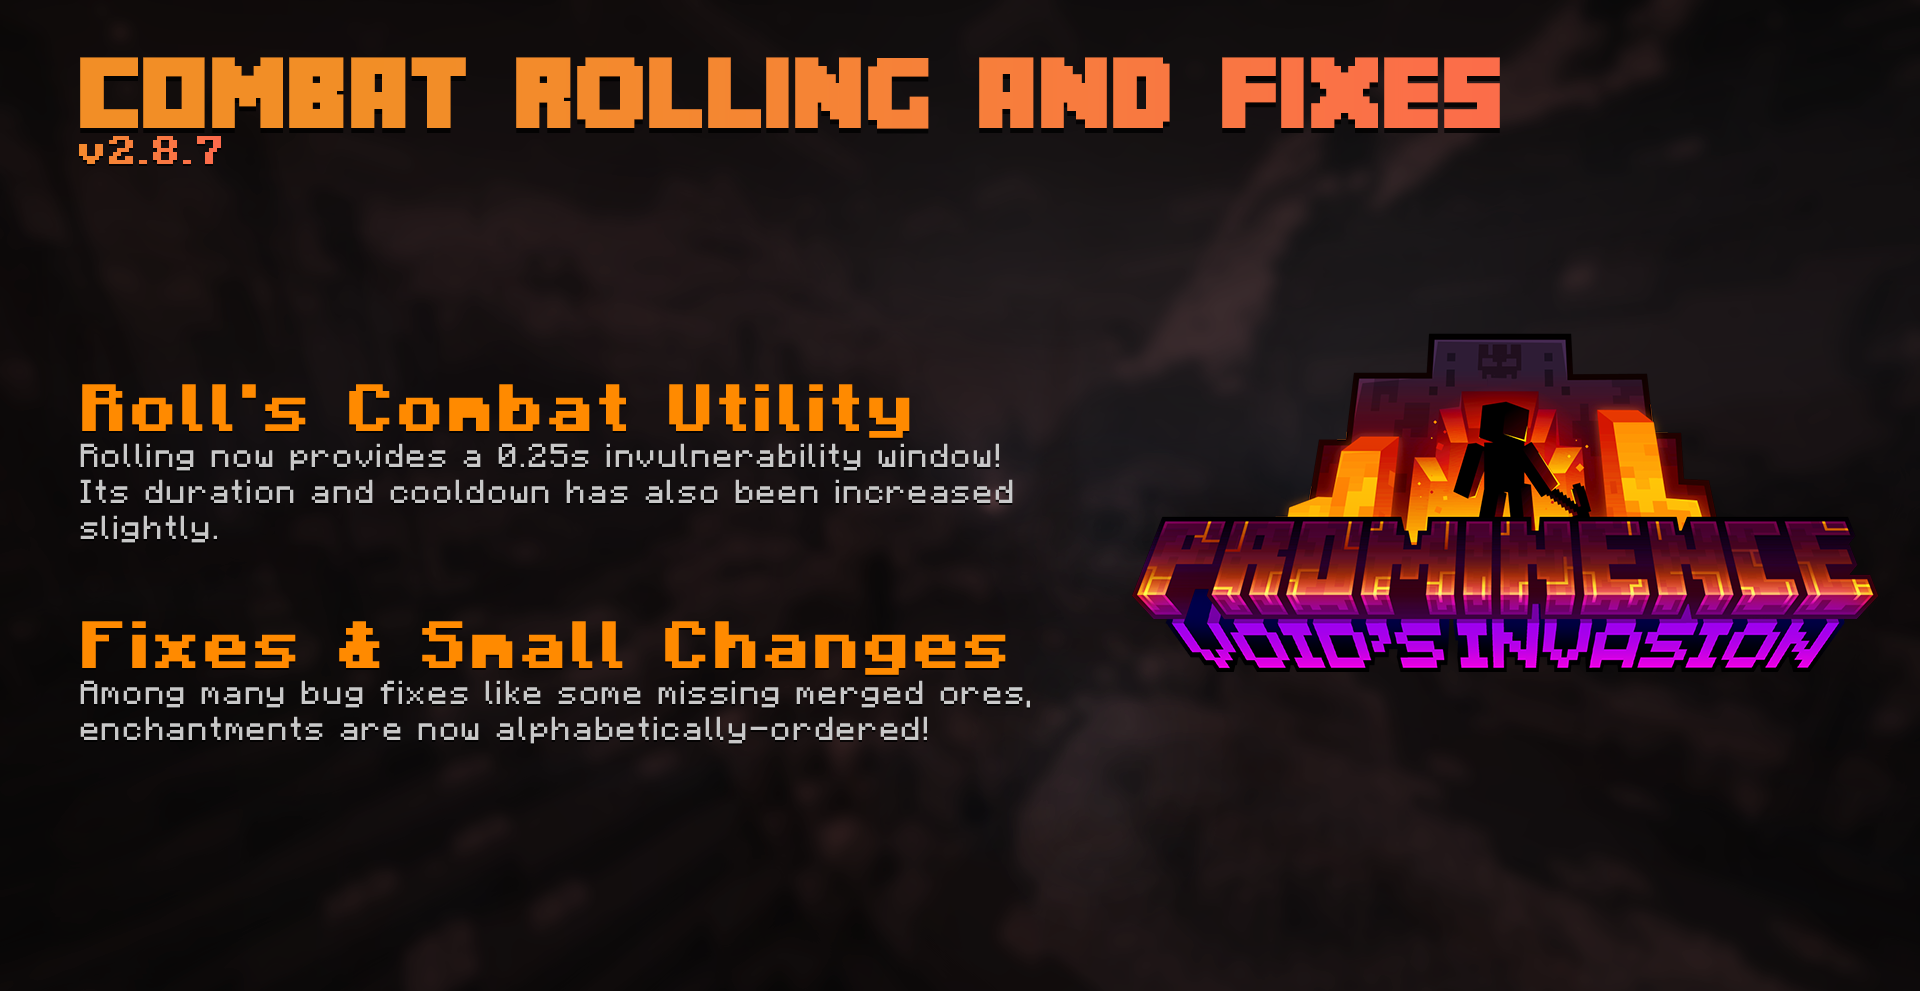 COMBAT ROLLING AND FIXES
v2.8.7
Roll's Combat Utility
Rolling now provides a 0.25s invulnerability window!
Its duration and cooldown has also been increased
slightly.
Fixes & Small Changes
Among many bug fixes like some missing merged ores,
enchantments are now alphabetically-ordered!
PROMINENCE
VOID'S INVASION